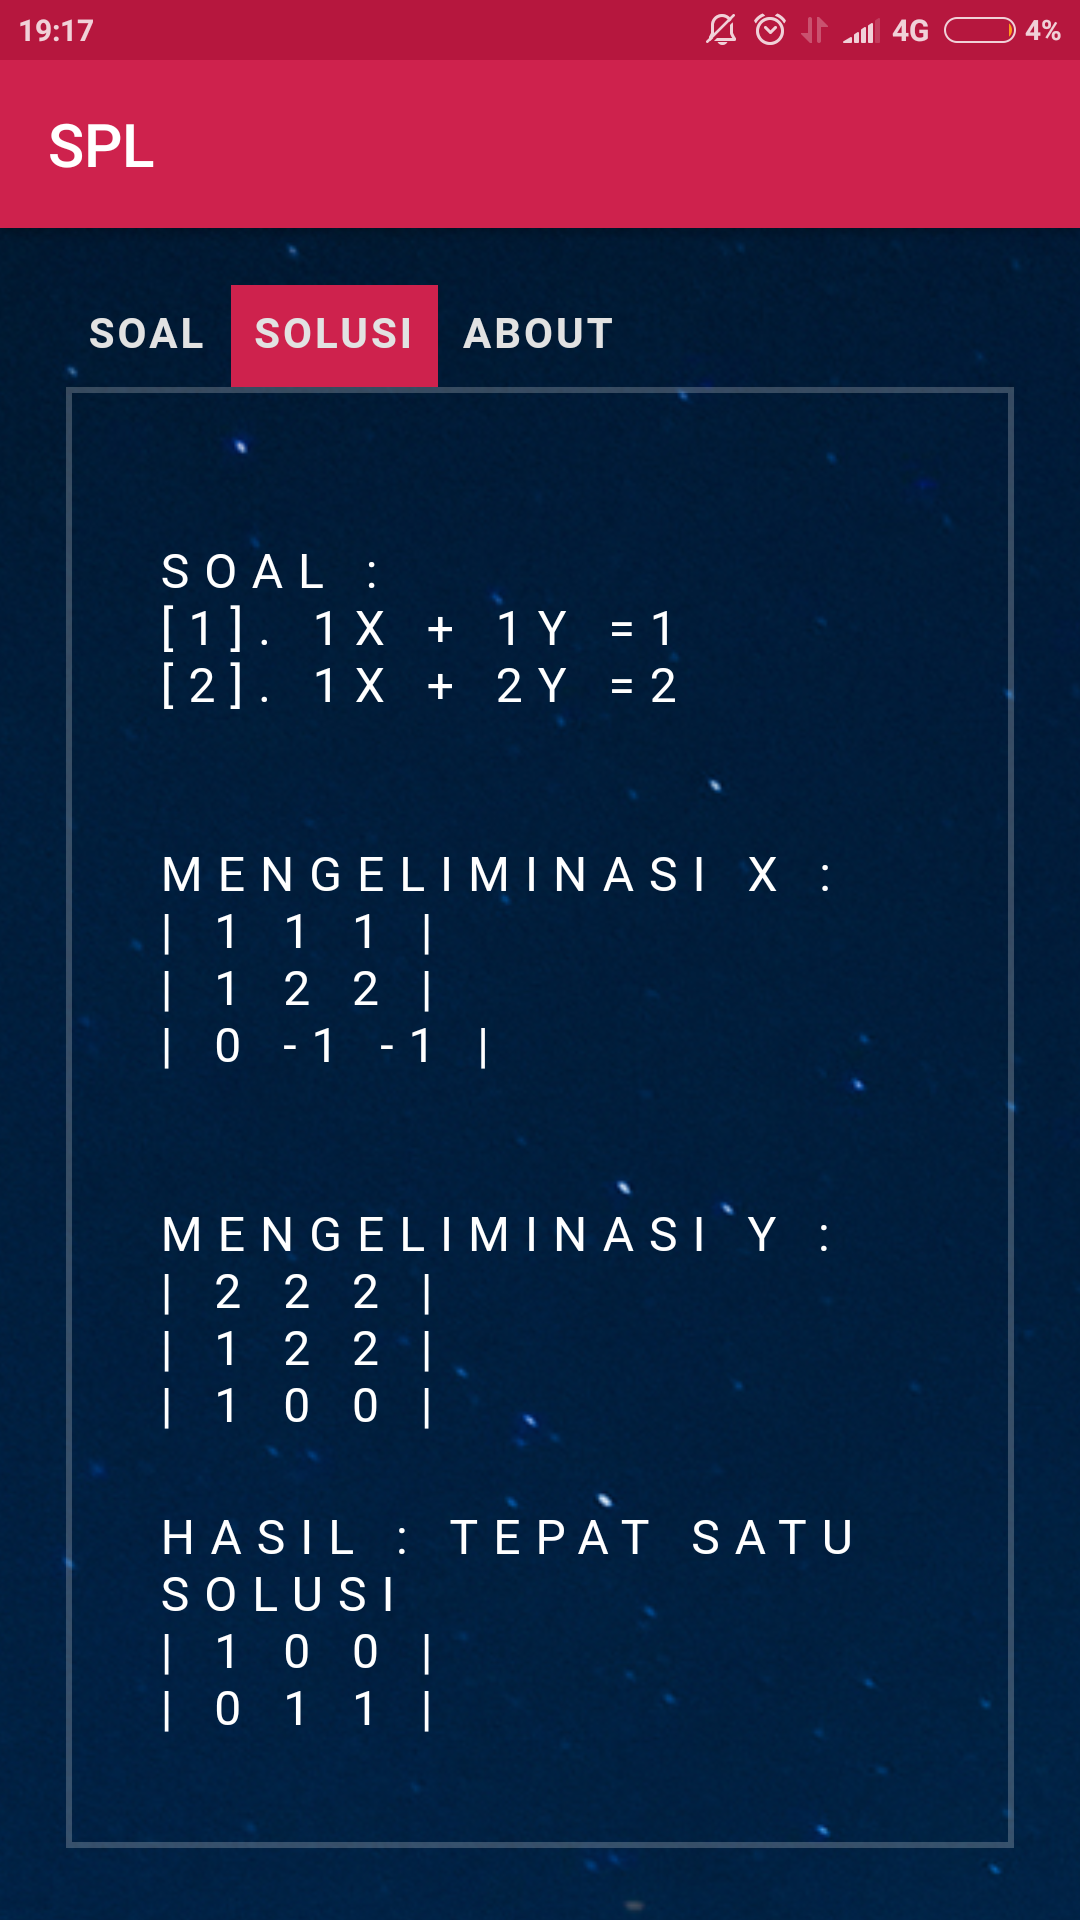 19:17 4G 4%
SPL
SOAL SOLUSI ABOUT
SOAL :
[1]. 1X + 1Y =1
[2]. 1X + 2Y =2
MENGELIMINASI X :
| 1 1 1 |
| 1 2 2 |
| 0 -1 -1 |
MENGELIMINASI Y :
| 2 2 2 |
| 1 2 2 |
| 1 0 0 |
HASIL : TEPAT SATU
SOLUSI
| 1 0 0 |
| 0 1 1 |